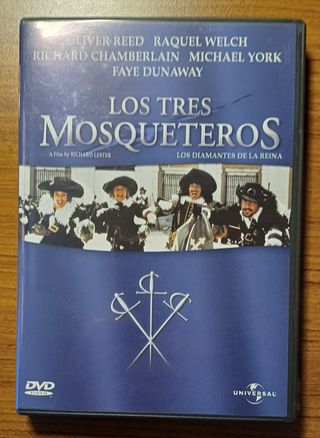 OLIVER REED RAQUEL WELCH
RICHARD CHAMBERLAIN MICHAEL YORK
FAYE DUNAWAY
LOS TRES
MOSQUETEROS
A Film by RICHARD LESTER
LOS DIAMANTES DE LA REINA
DVD
VIDEO
UNIVERSAL